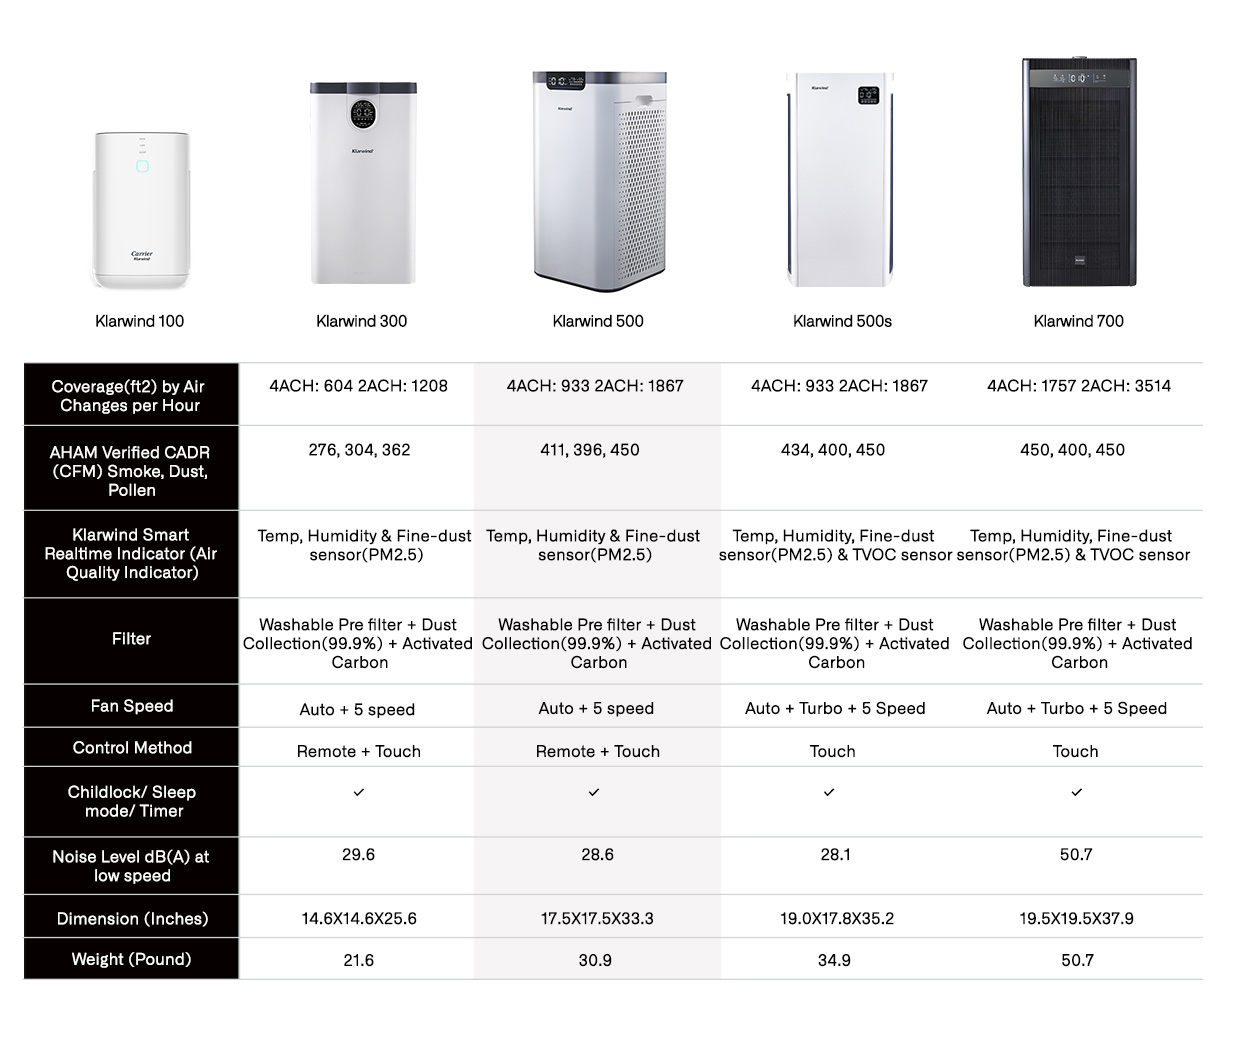 Klarwind
Klarwind
Klarwind
Carrier
Klarwind
Klarwind 100
Klarwind 300
Klarwind 500
Klarwind 500s
Klarwind 700
Coverage(ft2) by Air
Changes per Hour
4ACH: 604 2ACH: 1208
4ACH: 933 2ACH: 1867
4ACH: 933 2ACH: 1867
4ACH: 1757 2ACH: 3514
AHAM Verified CADR
(CFM) Smoke, Dust,
Pollen
276, 304, 362
411, 396, 450
434, 400, 450
450, 400, 450
Klarwind Smart
Realtime Indicator (Air
Quality Indicator)
Temp, Humidity & Fine-dust
sensor(PM2.5)
Temp, Humidity & Fine-dust
sensor(PM2.5)
Temp, Humidity, Fine-dust
sensor(PM2.5) & TVOC sensor
Temp, Humidity, Fine-dust
sensor(PM2.5) & TVOC sensor
Filter
Washable Pre filter + Dust
Collection(99.9%) + Activated
Carbon
Washable Pre filter + Dust
Collection(99.9%) + Activated
Carbon
Washable Pre filter + Dust
Collection(99.9%) + Activated
Carbon
Washable Pre filter + Dust
Collection(99.9%) + Activated
Carbon
Fan Speed
Auto + 5 speed
Auto + 5 speed
Auto + Turbo + 5 Speed
Auto + Turbo + 5 Speed
Control Method
Remote + Touch
Remote + Touch
Touch
Touch
Childlock/ Sleep
mode/ Timer
✓
✓
✓
✓
Noise Level dB(A) at
low speed
29.6
28.6
28.1
50.7
Dimension (Inches)
14.6X14.6X25.6
17.5X17.5X33.3
19.0X17.8X35.2
19.5X19.5X37.9
Weight (Pound)
21.6
30.9
34.9
50.7